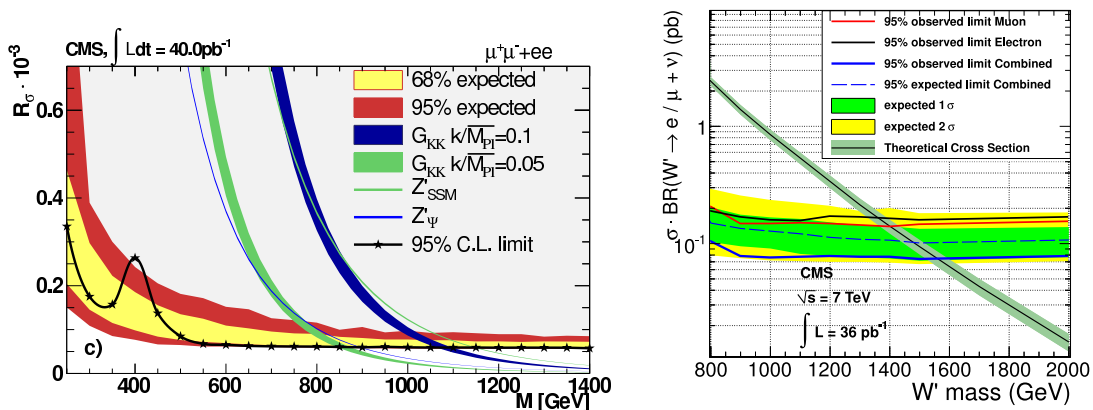 CMS, ∫ Ldt = 40.0pb⁻¹
μ⁺μ⁻+ee
R_σ · 10⁻³
0.6
0.4
0.2
0
68% expected
95% expected
G_KK k/M̅_Pl=0.1
G_KK k/M̅_Pl=0.05
Z'_SSM
Z'_Ψ
95% C.L. limit
c)
400 600 800 1000 1200 1400
M [GeV]
σ · BR(W' → e / μ + ν) (pb)
1
10⁻¹
95% observed limit Muon
95% observed limit Electron
95% observed limit Combined
95% expected limit Combined
expected 1 σ
expected 2 σ
Theoretical Cross Section
CMS
√s = 7 TeV
∫ L = 36 pb⁻¹
800 1000 1200 1400 1600 1800 2000
W' mass (GeV)